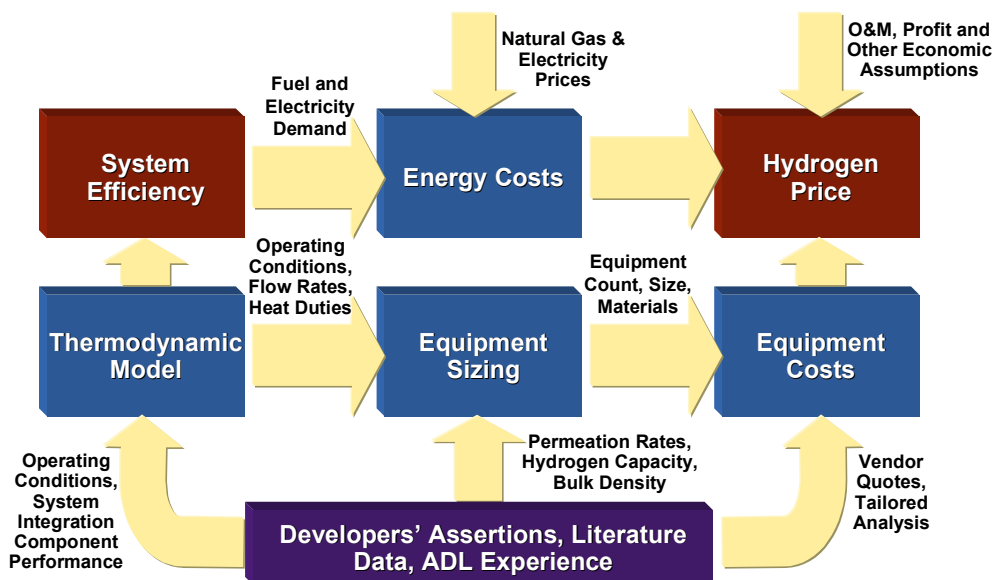 Natural Gas &
Electricity
Prices
O&M, Profit and
Other Economic
Assumptions
Fuel and
Electricity
Demand
System
Efficiency
Energy Costs
Hydrogen
Price
Operating
Conditions,
Flow Rates,
Heat Duties
Equipment
Count, Size,
Materials
Thermodynamic
Model
Equipment
Sizing
Equipment
Costs
Operating
Conditions,
System
Integration
Component
Performance
Permeation Rates,
Hydrogen Capacity,
Bulk Density
Vendor
Quotes,
Tailored
Analysis
Developers’ Assertions, Literature
Data, ADL Experience